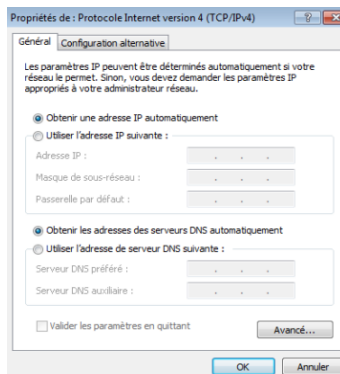 Propriétés de : Protocole Internet version 4 (TCP/IPv4)
Général
Configuration alternative
Les paramètres IP peuvent être déterminés automatiquement si votre
réseau le permet. Sinon, vous devez demander les paramètres IP
appropriés à votre administrateur réseau.
Obtenir une adresse IP automatiquement
Utiliser l'adresse IP suivante :
Adresse IP :
Masque de sous-réseau :
Passerelle par défaut :
Obtenir les adresses des serveurs DNS automatiquement
Utiliser l'adresse de serveur DNS suivante :
Serveur DNS préféré :
Serveur DNS auxiliaire :
Valider les paramètres en quittant
Avancé...
OK
Annuler